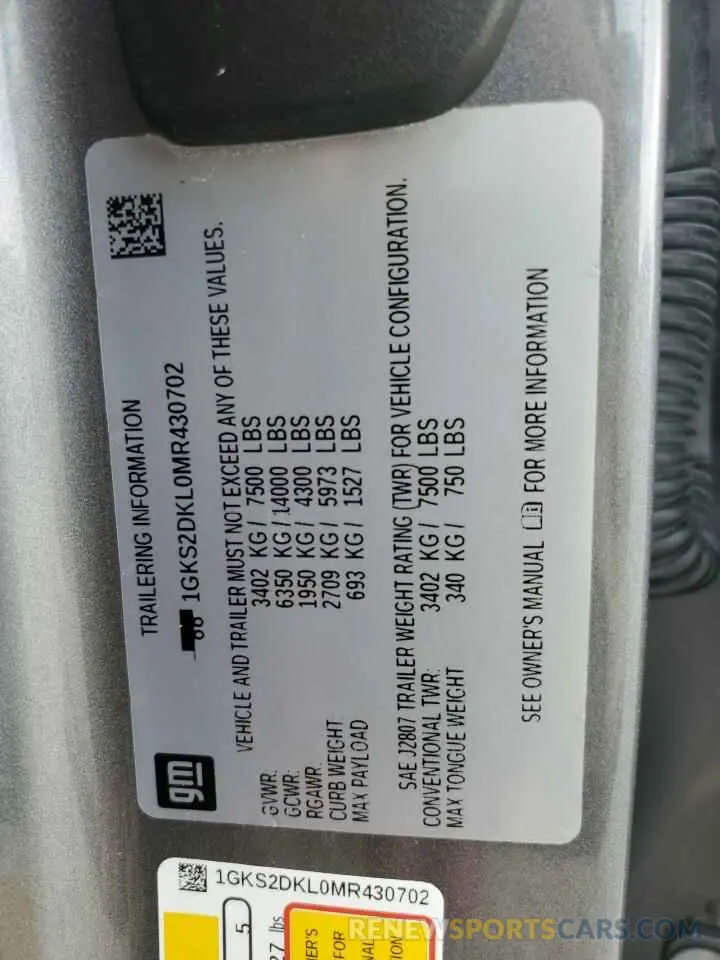 gm
TRAILERING INFORMATION
1GKS2DKL0MR430702
VEHICLE AND TRAILER MUST NOT EXCEED ANY OF THESE VALUES.
GVWR: 3402 KG / 7500 LBS
GCWR: 6350 KG / 14000 LBS
RGAWR: 1950 KG / 4300 LBS
CURB WEIGHT 2709 KG / 5973 LBS
MAX PAYLOAD 693 KG / 1527 LBS
SAE J2807 TRAILER WEIGHT RATING (TWR) FOR VEHICLE CONFIGURATION.
CONVENTIONAL TWR: 3402 KG / 7500 LBS
MAX TONGUE WEIGHT 340 KG / 750 LBS
SEE OWNER'S MANUAL FOR MORE INFORMATION
1GKS2DKL0MR430702
5
lbs
FOR
RENEWSPORTSCARS.COM